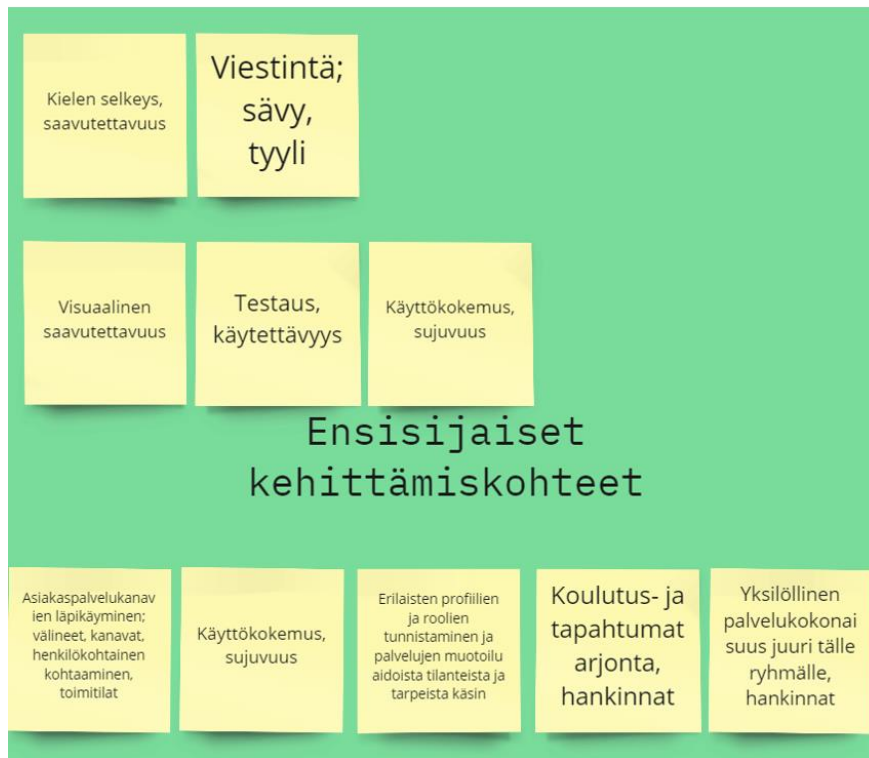 Kielen selkeys,
saavutettavuus
Viestintä;
sävy,
tyyli
Visuaalinen
saavutettavuus
Testaus,
käytettävyys
Käyttökokemus,
sujuvuus
Ensisijaiset
kehittämiskohteet
Asiakaspalvelukanav
ien läpikäyminen;
välineet, kanavat,
henkilökohtainen
kohtaaminen,
toimitilat
Käyttökokemus,
sujuvuus
Erilaisten profiilien
ja roolien
tunnistaminen ja
palvelujen muotoilu
aidoista tilanteista ja
tarpeista käsin
Koulutus- ja
tapahtumat
arjonta,
hankinnat
Yksilöllinen
palvelukokonai
suus juuri tälle
ryhmälle,
hankinnat